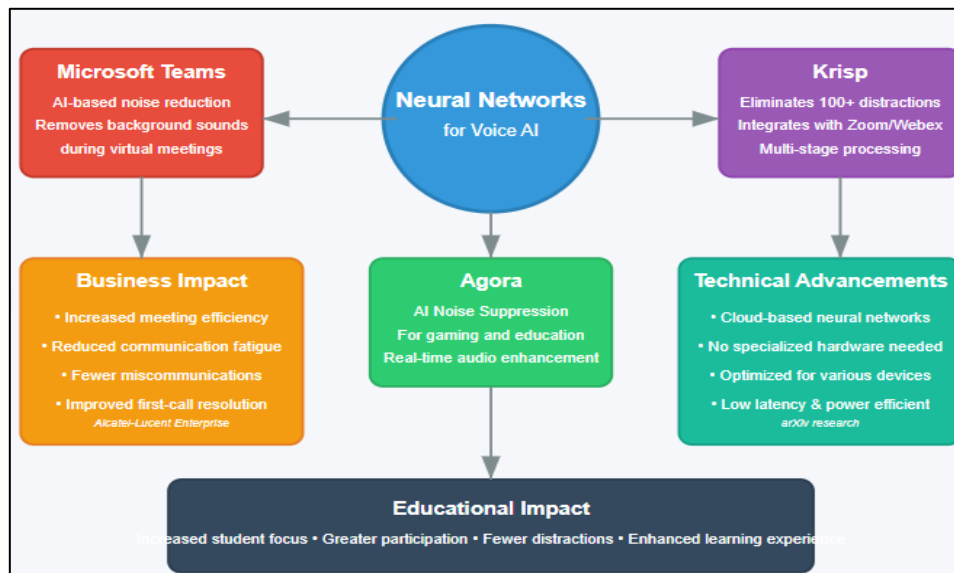 Microsoft Teams
AI-based noise reduction
Removes background sounds
during virtual meetings
Neural Networks
for Voice AI
Krisp
Eliminates 100+ distractions
Integrates with Zoom/Webex
Multi-stage processing
Business Impact
• Increased meeting efficiency
• Reduced communication fatigue
• Fewer miscommunications
• Improved first-call resolution
Alcatel-Lucent Enterprise
Agora
AI Noise Suppression
For gaming and education
Real-time audio enhancement
Technical Advancements
• Cloud-based neural networks
• No specialized hardware needed
• Optimized for various devices
• Low latency & power efficient
arXiv research
Educational Impact
Increased student focus • Greater participation • Fewer distractions • Enhanced learning experience